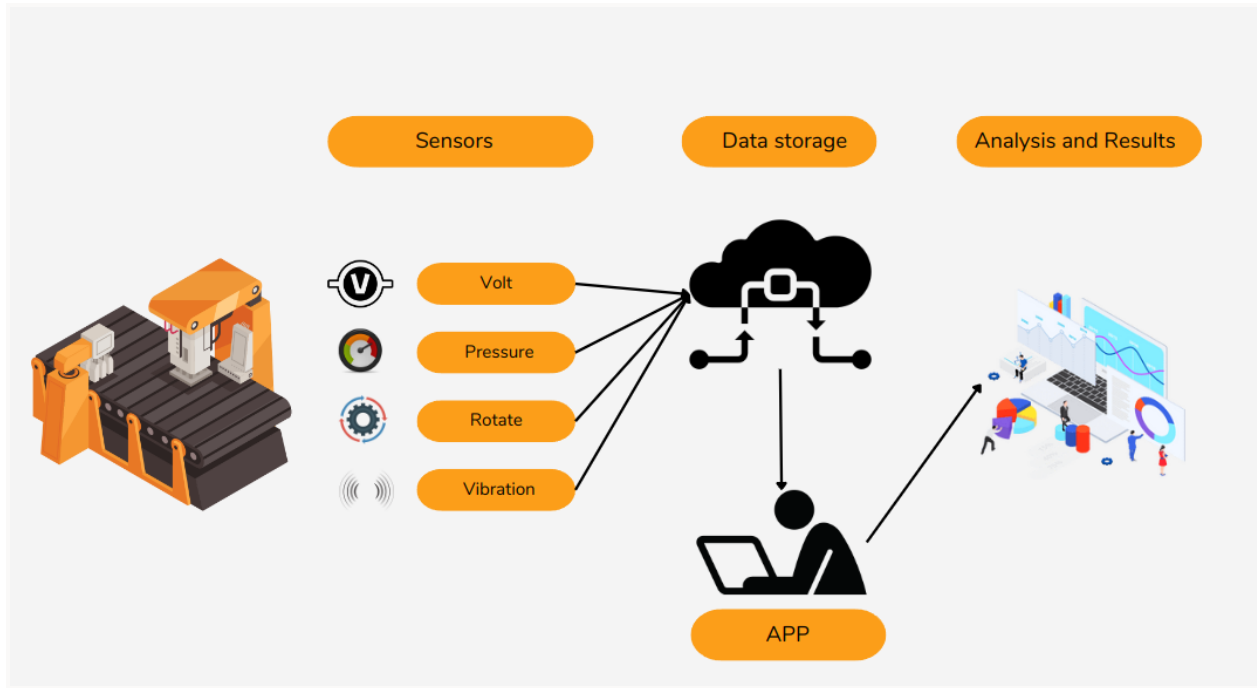 Sensors
Data storage
Analysis and Results
V
Volt
Pressure
Rotate
Vibration
APP